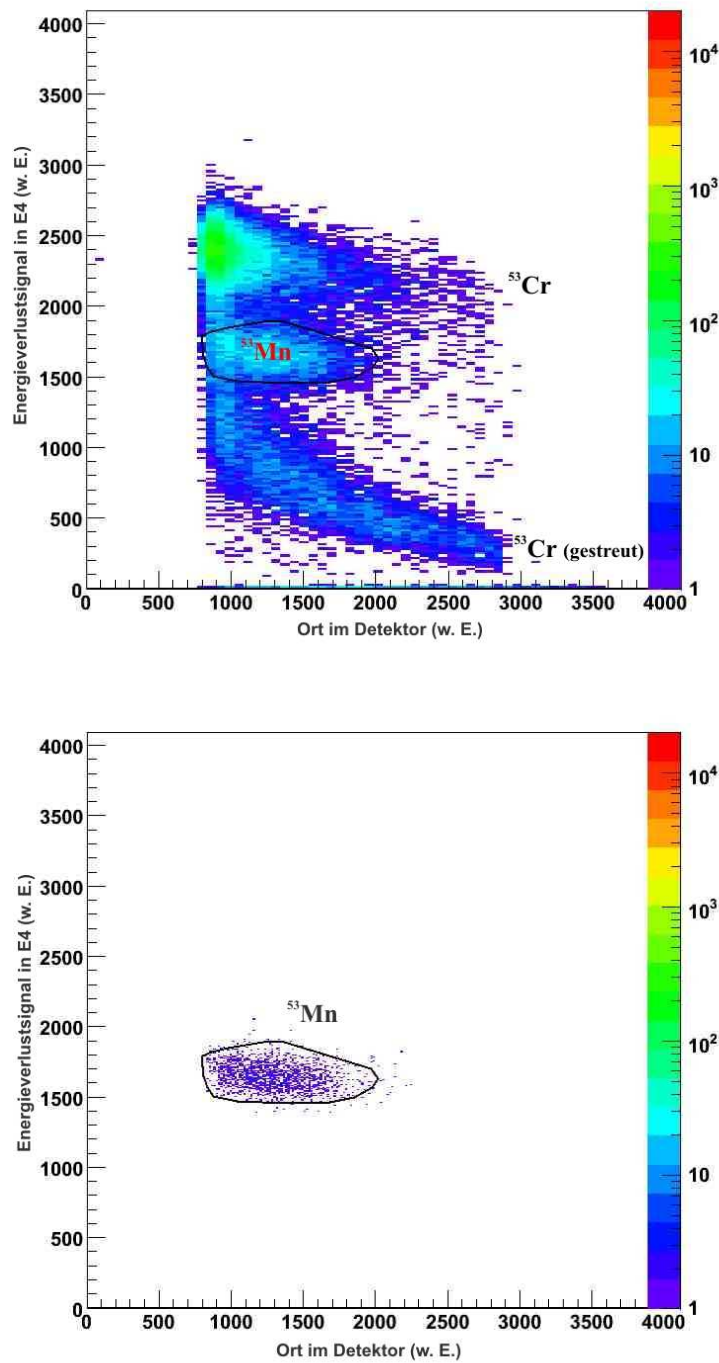 4000
3500
3000
2500
2000
1500
1000
500
0
Energieverlustsignal in E4 (w. E.)
⁵³Cr
⁵³Mn
⁵³Cr (gestreut)
0 500 1000 1500 2000 2500 3000 3500 4000
Ort im Detektor (w. E.)
10⁴
10³
10²
10
1
4000
3500
3000
2500
2000
1500
1000
500
0
Energieverlustsignal in E4 (w. E.)
⁵³Mn
0 500 1000 1500 2000 2500 3000 3500 4000
Ort im Detektor (w. E.)
10⁴
10³
10²
10
1